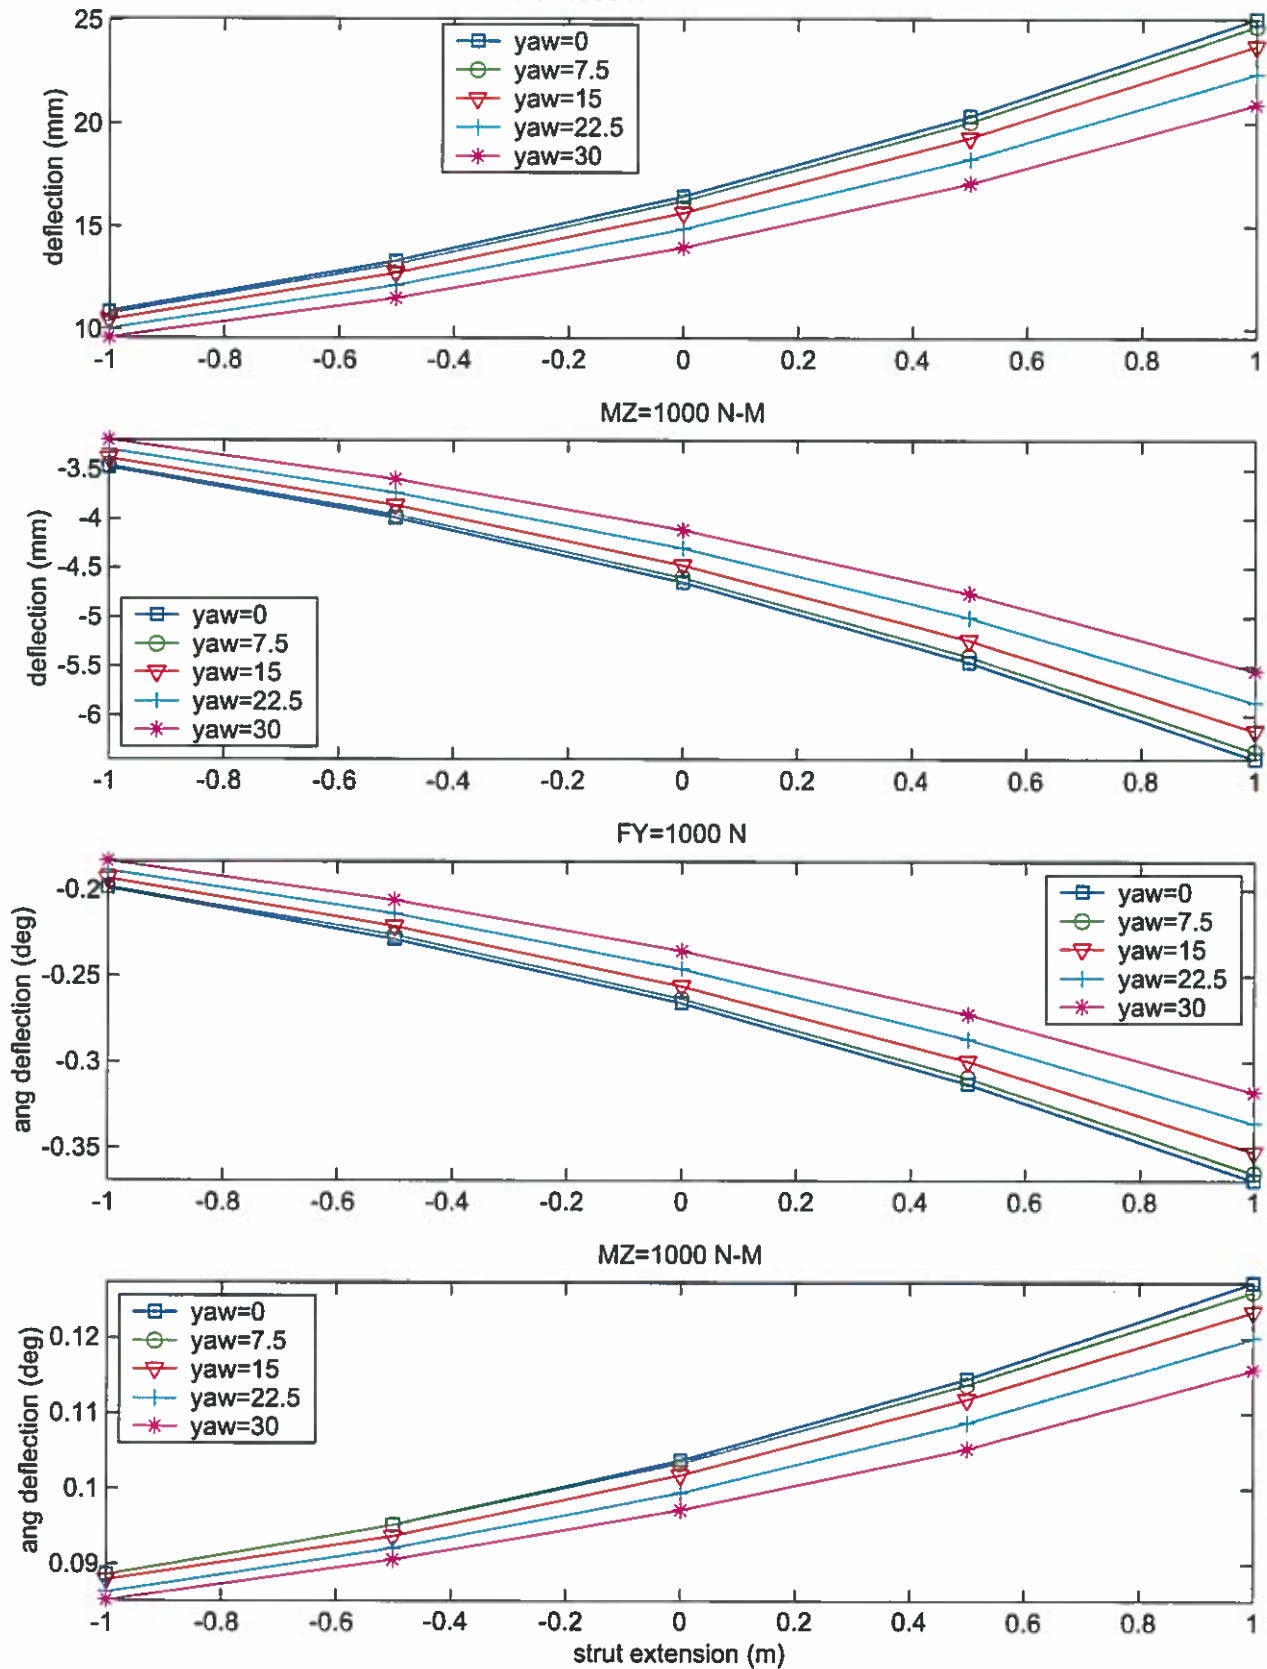 25
20
15
10
deflection (mm)
yaw=0
yaw=7.5
yaw=15
yaw=22.5
yaw=30
-1 -0.8 -0.6 -0.4 -0.2 0 0.2 0.4 0.6 0.8 1
MZ=1000 N-M
-3.5
-4
-4.5
-5
-5.5
-6
deflection (mm)
yaw=0
yaw=7.5
yaw=15
yaw=22.5
yaw=30
-1 -0.8 -0.6 -0.4 -0.2 0 0.2 0.4 0.6 0.8 1
FY=1000 N
-0.2
-0.25
-0.3
-0.35
ang deflection (deg)
yaw=0
yaw=7.5
yaw=15
yaw=22.5
yaw=30
-1 -0.8 -0.6 -0.4 -0.2 0 0.2 0.4 0.6 0.8 1
MZ=1000 N-M
0.12
0.11
0.1
0.09
ang deflection (deg)
yaw=0
yaw=7.5
yaw=15
yaw=22.5
yaw=30
-1 -0.8 -0.6 -0.4 -0.2 0 0.2 0.4 0.6 0.8 1
strut extension (m)